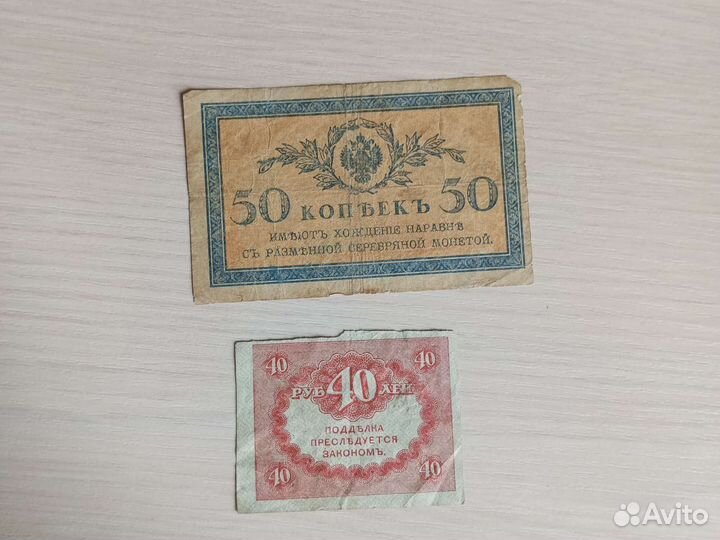 50 КОПѢЕКЪ 50
ИМѢЮТЪ ХОЖДЕНІЕ НАРАВНѢ
СЪ РАЗМѢННОЙ СЕРЕБРЯНОЙ МОНЕТОЙ.
40 40
РУБ 40 ЛЕЙ
ПОДДѢЛКА
ПРЕСЛѢДУЕТСЯ
ЗАКОНОМЪ.
40 40
Avito